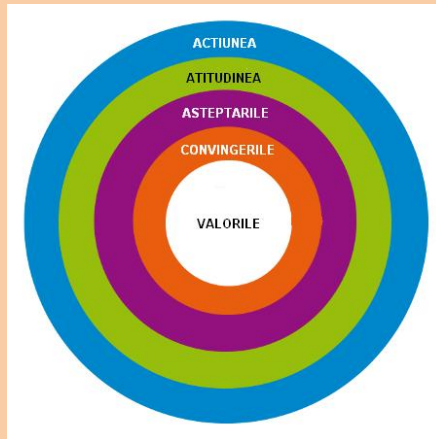 ACTIUNEA
ATITUDINEA
ASTEPTARILE
CONVINGERILE
VALORILE